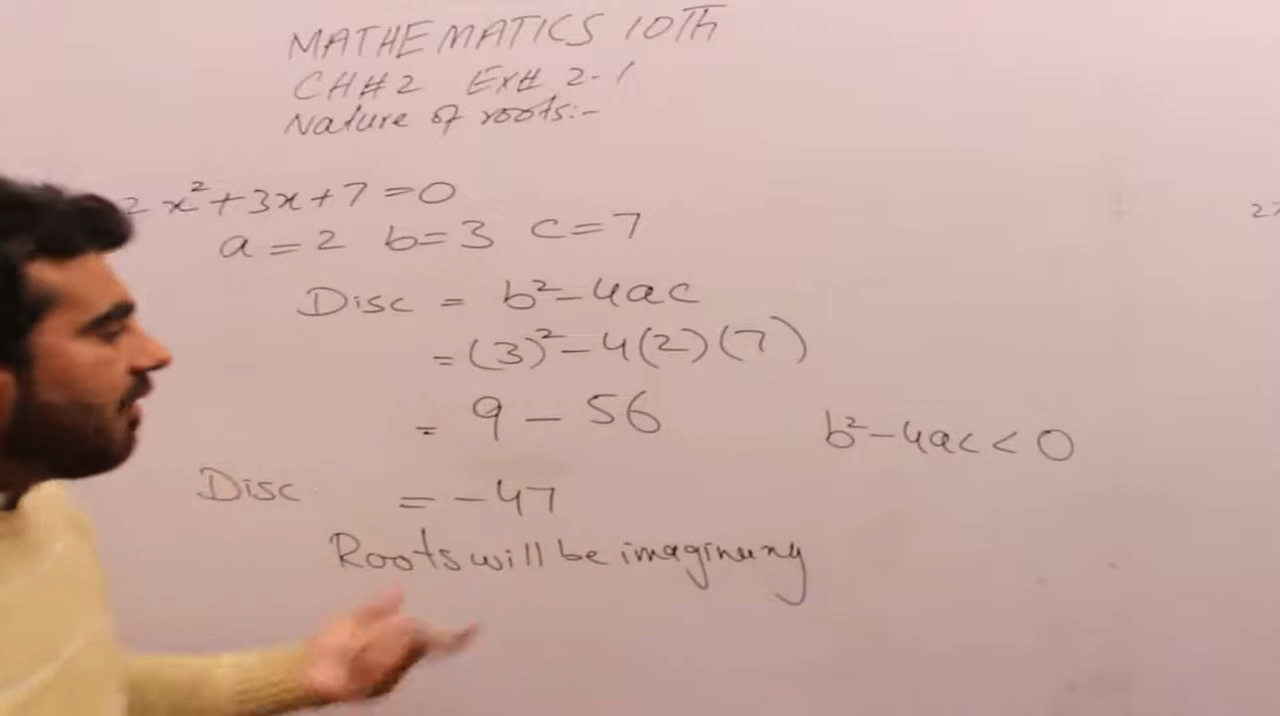 MATHEMATICS 10Th
CH#2 Ex# 2-1
Nature of roots:-
2x²+3x+7=0
a=2 b=3 c=7
Disc = b²-4ac
=(3)²-4(2)(7)
= 9 - 56
b²-4ac<0
Disc = -47
Roots will be imaginury